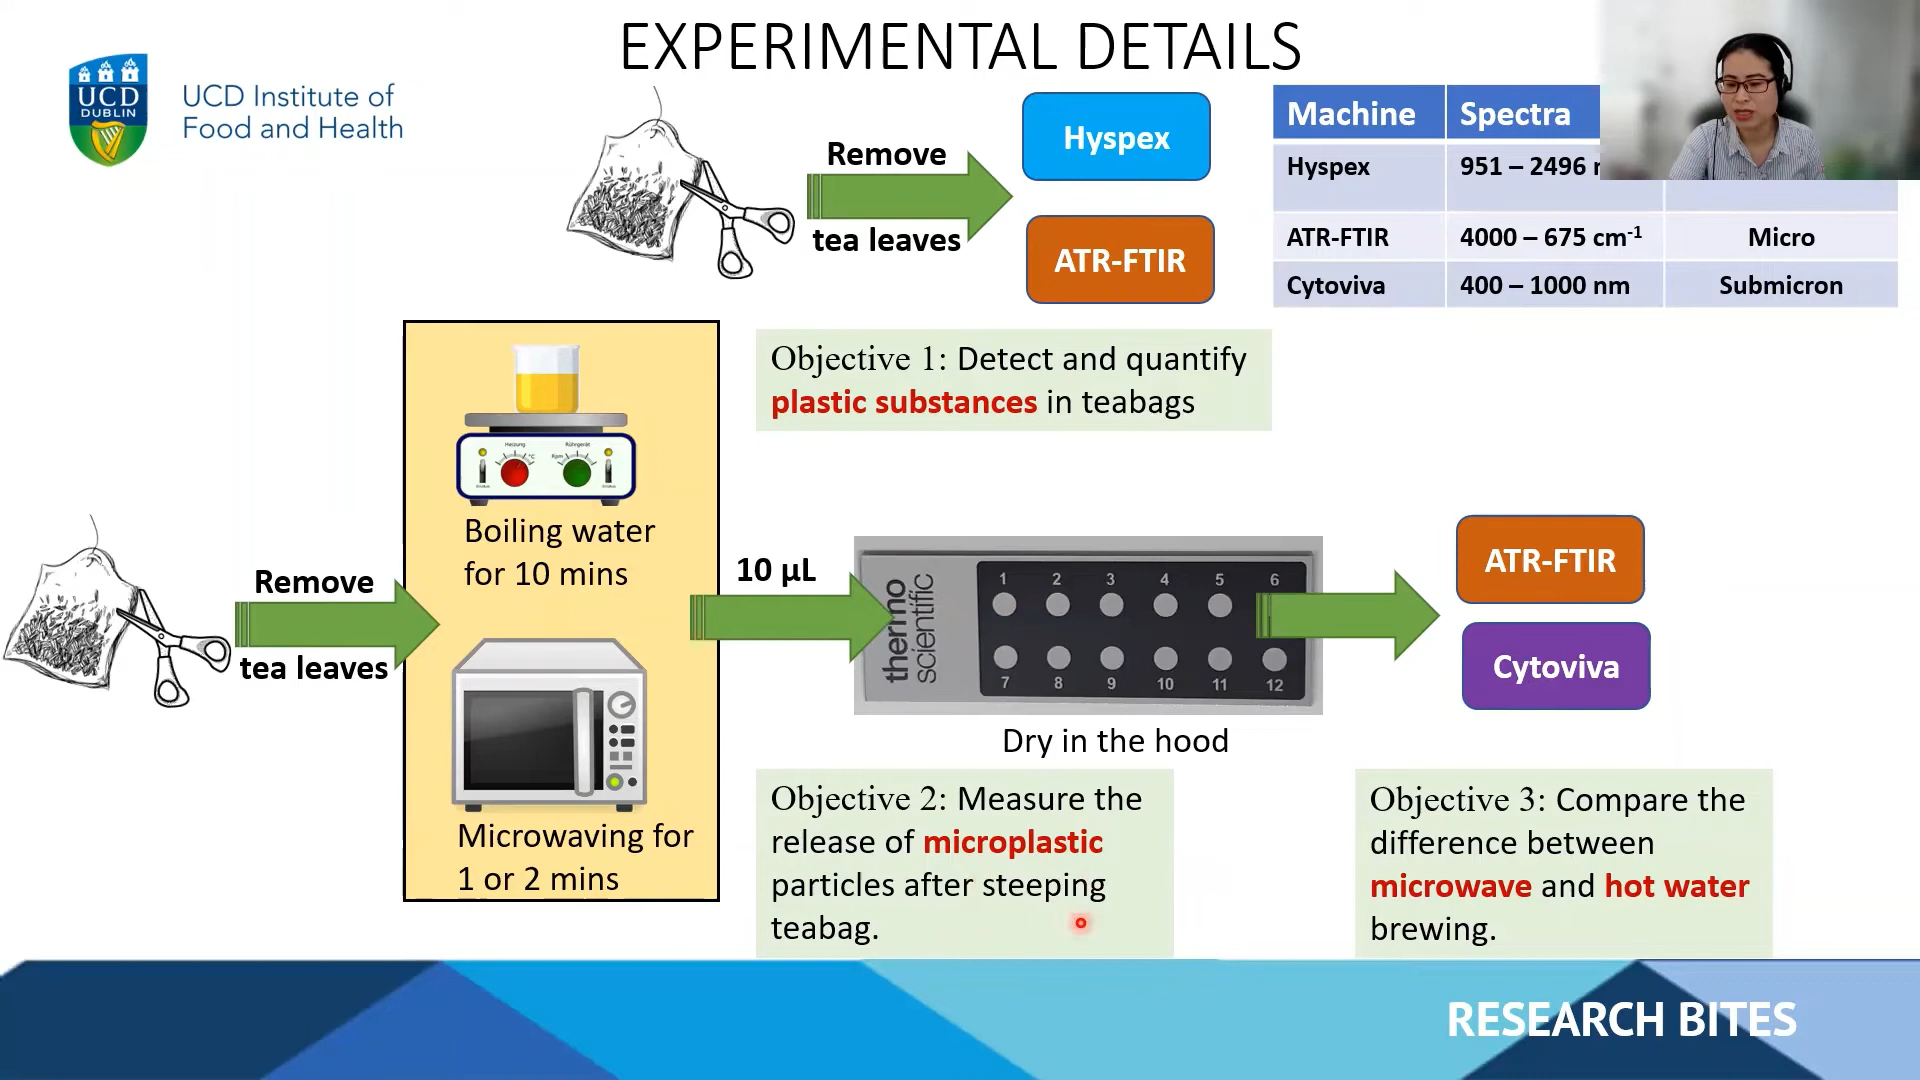 EXPERIMENTAL DETAILS
UCD
DUBLIN
UCD Institute of
Food and Health
Remove
tea leaves
Hyspex
ATR-FTIR
Machine
Spectra
Hyspex
951 – 2496
ATR-FTIR
4000 – 675 cm-1
Micro
Cytoviva
400 – 1000 nm
Submicron
Objective 1: Detect and quantify
plastic substances in teabags
Heizung
Rührgerät
°C
Rpm
Boiling water
for 10 mins
Remove
tea leaves
Microwaving for
1 or 2 mins
10 µL
thermo
scientific
1 2 3 4 5 6
7 8 9 10 11 12
Dry in the hood
ATR-FTIR
Cytoviva
Objective 2: Measure the
release of microplastic
particles after steeping
teabag.
Objective 3: Compare the
difference between
microwave and hot water
brewing.
RESEARCH BITES